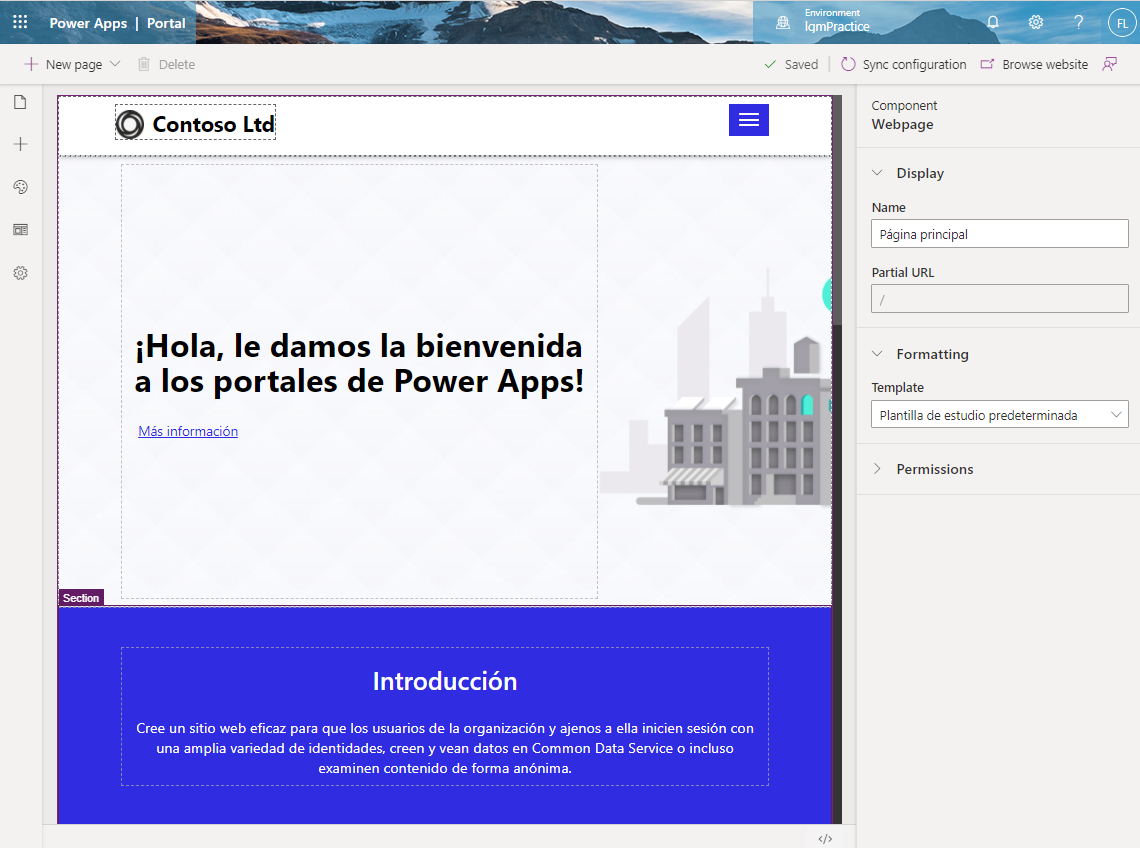 Power Apps | Portal
Environment
IqmPractice
FL
New page
Delete
Saved
Sync configuration
Browse website
Contoso Ltd
¡Hola, le damos la bienvenida
a los portales de Power Apps!
Más información
Section
Introducción
Cree un sitio web eficaz para que los usuarios de la organización y ajenos a ella inicien sesión con
una amplia variedad de identidades, creen y vean datos en Common Data Service o incluso
examinen contenido de forma anónima.
Component
Webpage
Display
Name
Página principal
Partial URL
/
Formatting
Template
Plantilla de estudio predeterminada
Permissions